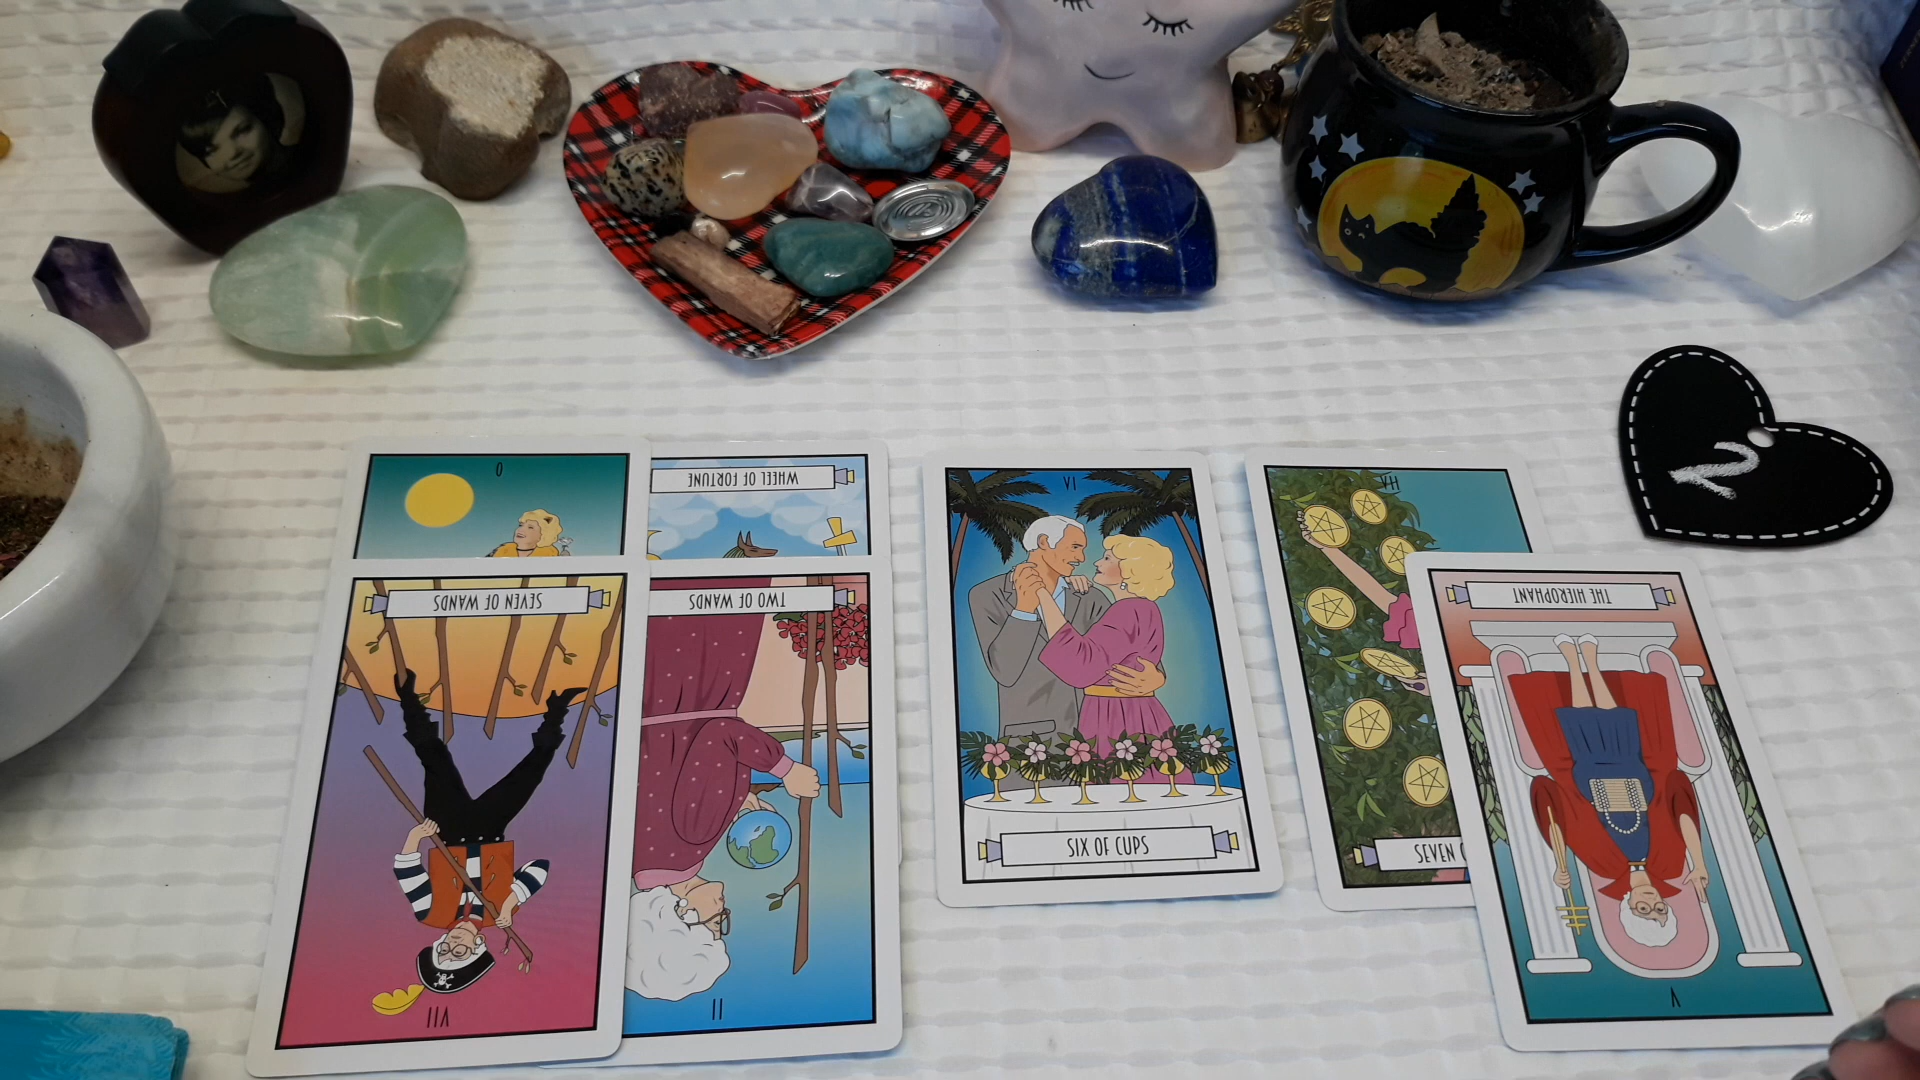 0
WHEEL OF FORTUNE
SEVEN OF WANDS
VII
TWO OF WANDS
II
VI
SIX OF CUPS
VII
SEVEN
THE HIEROPHANT
V
2